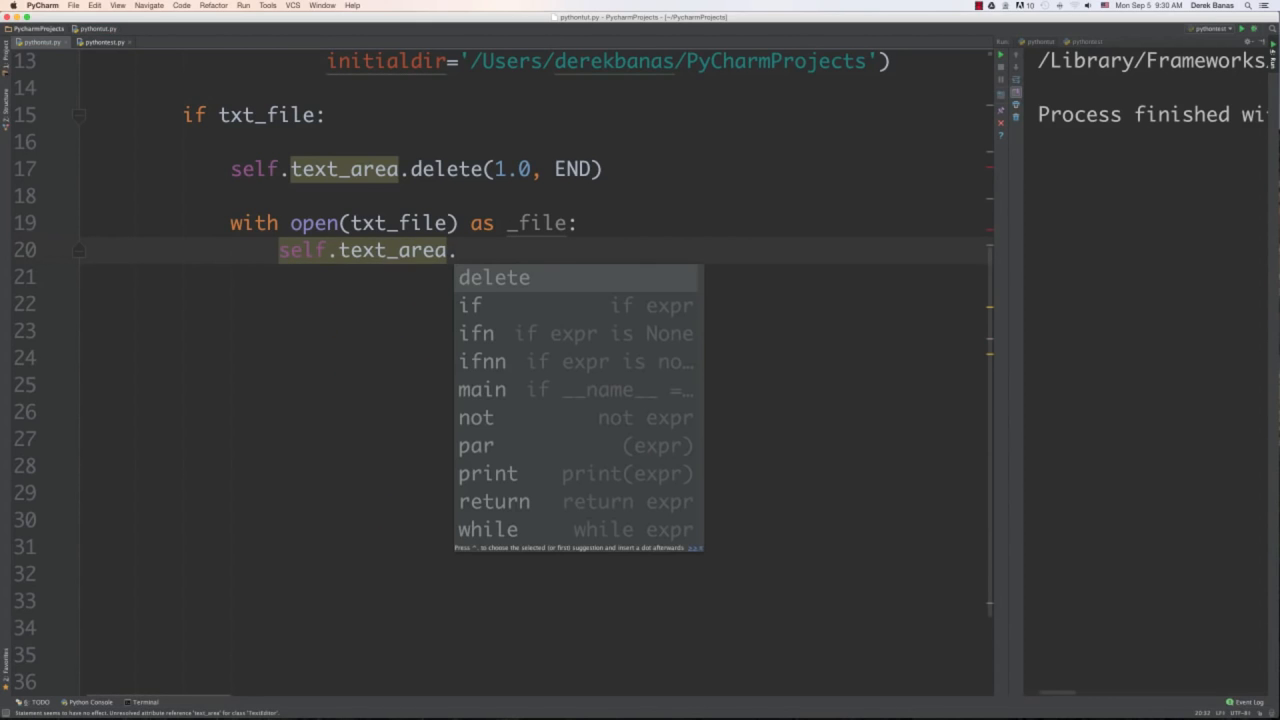 PyCharm File Edit View Navigate Code Refactor Run Tools VCS Window Help 10 Mon Sep 5 9:30 AM Derek Banas
pythontut.py - PycharmProjects - [~/PycharmProjects]
PycharmProjects pythontut.py pythontest
pythontut.py pythontest.py Run: pythontut pythontest
13 initialdir='/Users/derekbanas/PyCharmProjects')
14
15 if txt_file:
16
17 self.text_area.delete(1.0, END)
18
19 with open(txt_file) as _file:
20 self.text_area.
21 delete
22 if if expr
23 ifn if expr is None
24 ifnn if expr is no…
25 main if __name__ =…
26 not not expr
27 par (expr)
28 print print(expr)
29 return return expr
30 while while expr
31 Press ^. to choose the selected (or first) suggestion and insert a dot afterwards >>
32
33
34
35
36
/Library/Frameworks
Process finished wi
1: Project
7: Structure
2: Favorites
6: TODO Python Console Terminal Event Log
Statement seems to have no effect. Unresolved attribute reference 'text_area' for class 'TextEditor'. 20:32 LF÷ UTF-8÷